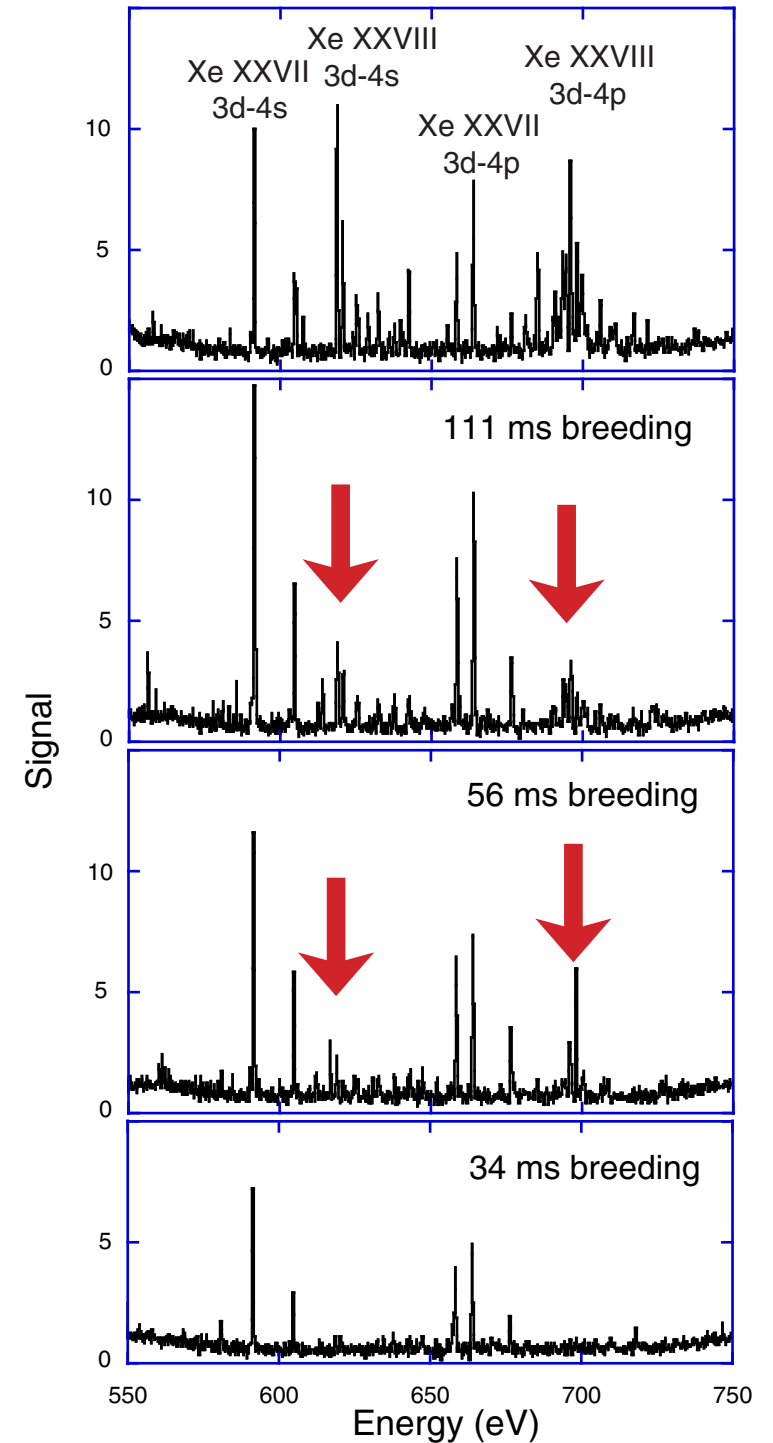 Xe XXVII
3d-4s
Xe XXVIII
3d-4s
Xe XXVII
3d-4p
Xe XXVIII
3d-4p
10
5
0
111 ms breeding
10
5
0
56 ms breeding
10
5
0
34 ms breeding
5
0
550 600 650 700 750
Energy (eV)
Signal